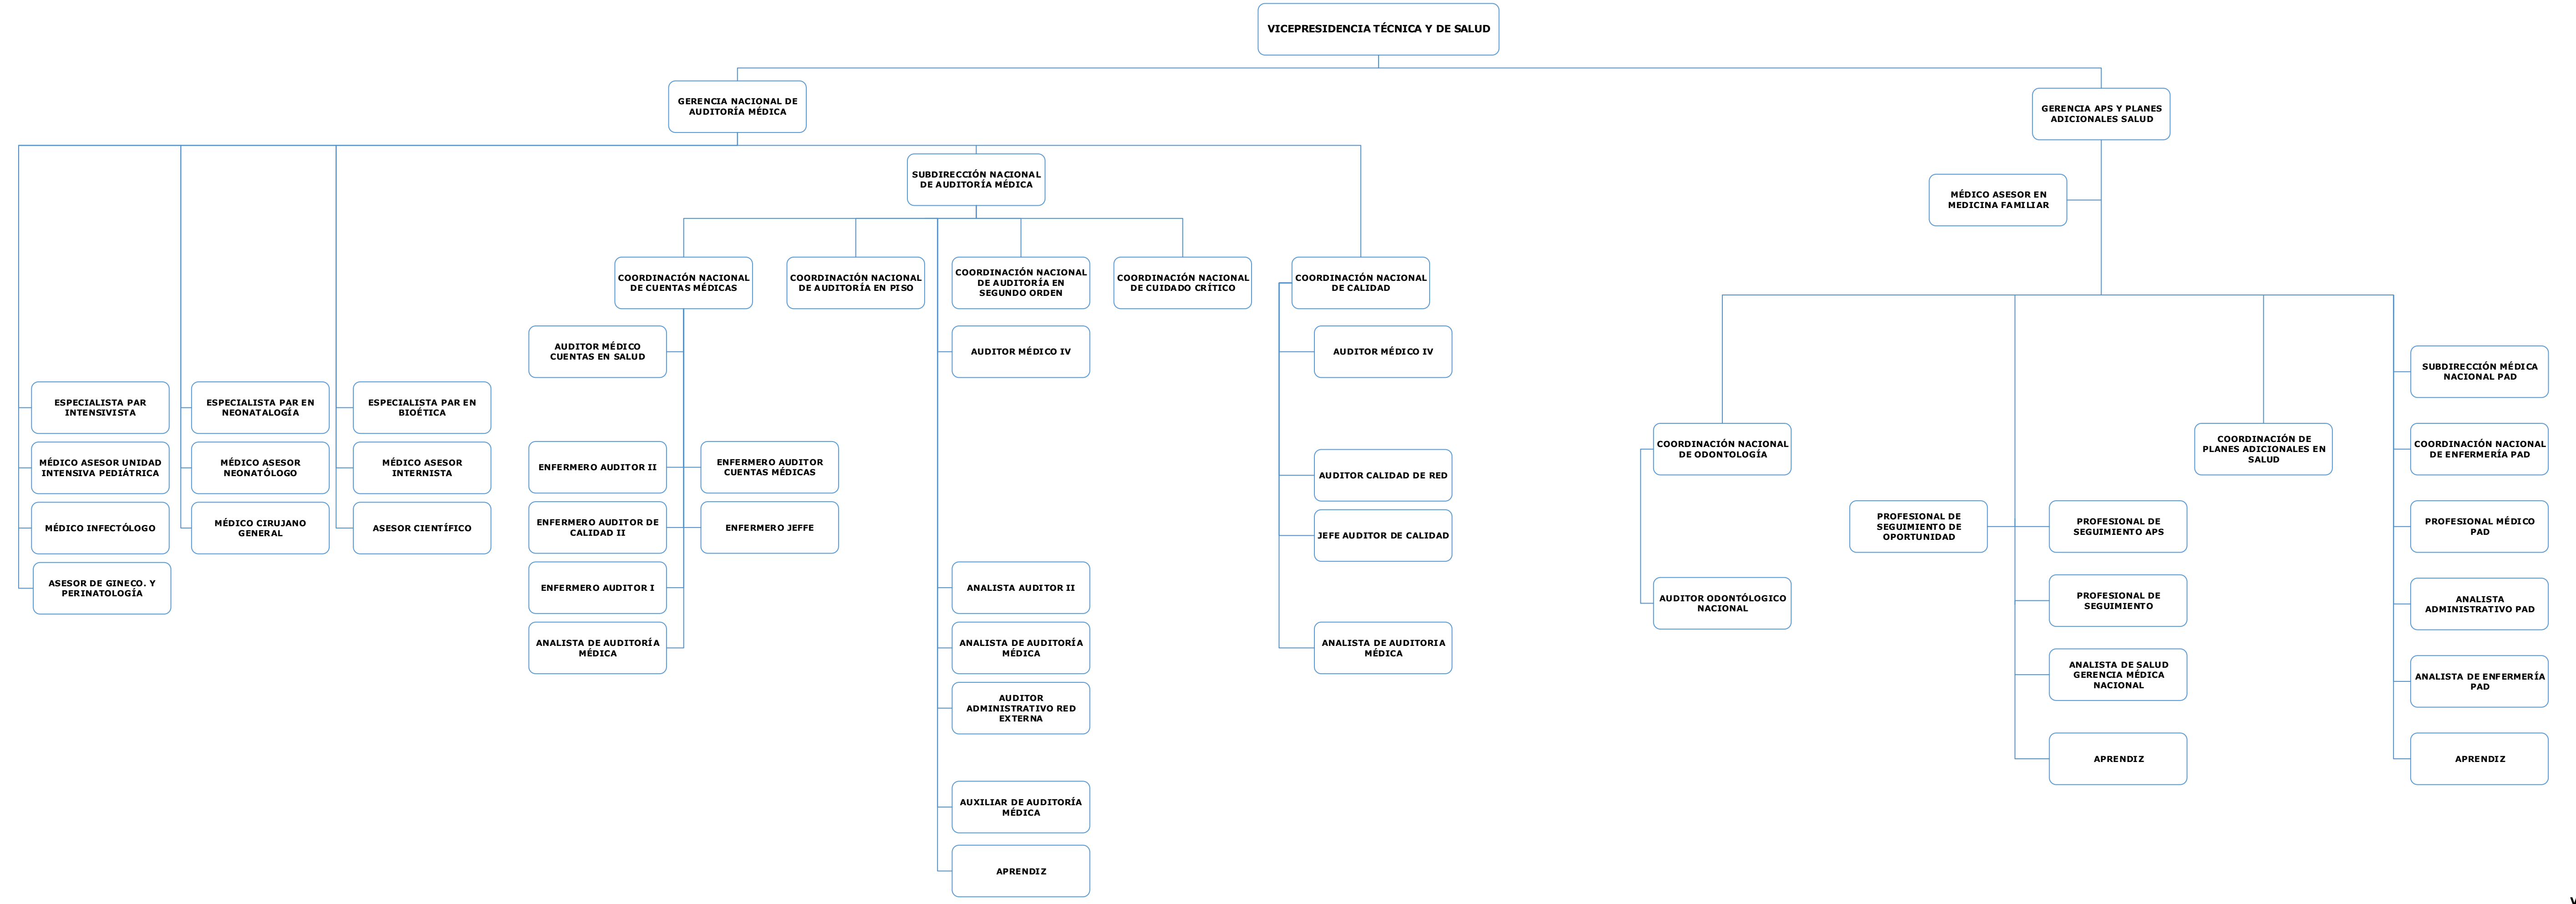 VICEPRESIDENCIA TÉCNICA Y DE SALUD
GERENCIA NACIONAL DE
AUDITORÍA MÉDICA
GERENCIA APS Y PLANES
ADICIONALES SALUD
SUBDIRECCIÓN NACIONAL
DE AUDITORÍA MÉDICA
MÉDICO ASESOR EN
MEDICINA FAMILIAR
COORDINACIÓN NACIONAL
DE CUENTAS MÉDICAS
COORDINACIÓN NACIONAL
DE AUDITORÍA EN PISO
COORDINACIÓN NACIONAL
DE AUDITORÍA EN
SEGUNDO ORDEN
COORDINACIÓN NACIONAL
DE CUIDADO CRÍTICO
COORDINACIÓN NACIONAL
DE CALIDAD
AUDITOR MÉDICO
CUENTAS EN SALUD
AUDITOR MÉDICO IV
AUDITOR MÉDICO IV
SUBDIRECCIÓN MÉDICA
NACIONAL PAD
ESPECIALISTA PAR
INTENSIVISTA
ESPECIALISTA PAR EN
NEONATALOGÍA
ESPECIALISTA PAR EN
BIOÉTICA
COORDINACIÓN NACIONAL
DE ODONTOLOGÍA
COORDINACIÓN DE
PLANES ADICIONALES EN
SALUD
COORDINACIÓN NACIONAL
DE ENFERMERÍA PAD
MÉDICO ASESOR UNIDAD
INTENSIVA PEDIÁTRICA
MÉDICO ASESOR
NEONATÓLOGO
MÉDICO ASESOR
INTERNISTA
ENFERMERO AUDITOR II
ENFERMERO AUDITOR
CUENTAS MÉDICAS
AUDITOR CALIDAD DE RED
MÉDICO INFECTÓLOGO
MÉDICO CIRUJANO
GENERAL
ASESOR CIENTÍFICO
ENFERMERO AUDITOR DE
CALIDAD II
ENFERMERO JEFFE
JEFE AUDITOR DE CALIDAD
PROFESIONAL DE
SEGUIMIENTO DE
OPORTUNIDAD
PROFESIONAL DE
SEGUIMIENTO APS
PROFESIONAL MÉDICO
PAD
ASESOR DE GINECO. Y
PERINATOLOGÍA
ENFERMERO AUDITOR I
ANALISTA AUDITOR II
AUDITOR ODONTÓLOGICO
NACIONAL
PROFESIONAL DE
SEGUIMIENTO
ANALISTA
ADMINISTRATIVO PAD
ANALISTA DE AUDITORÍA
MÉDICA
ANALISTA DE AUDITORÍA
MÉDICA
ANALISTA DE AUDITORIA
MÉDICA
ANALISTA DE SALUD
GERENCIA MÉDICA
NACIONAL
ANALISTA DE ENFERMERÍA
PAD
AUDITOR
ADMINISTRATIVO RED
EXTERNA
APRENDIZ
APRENDIZ
AUXILIAR DE AUDITORÍA
MÉDICA
APRENDIZ